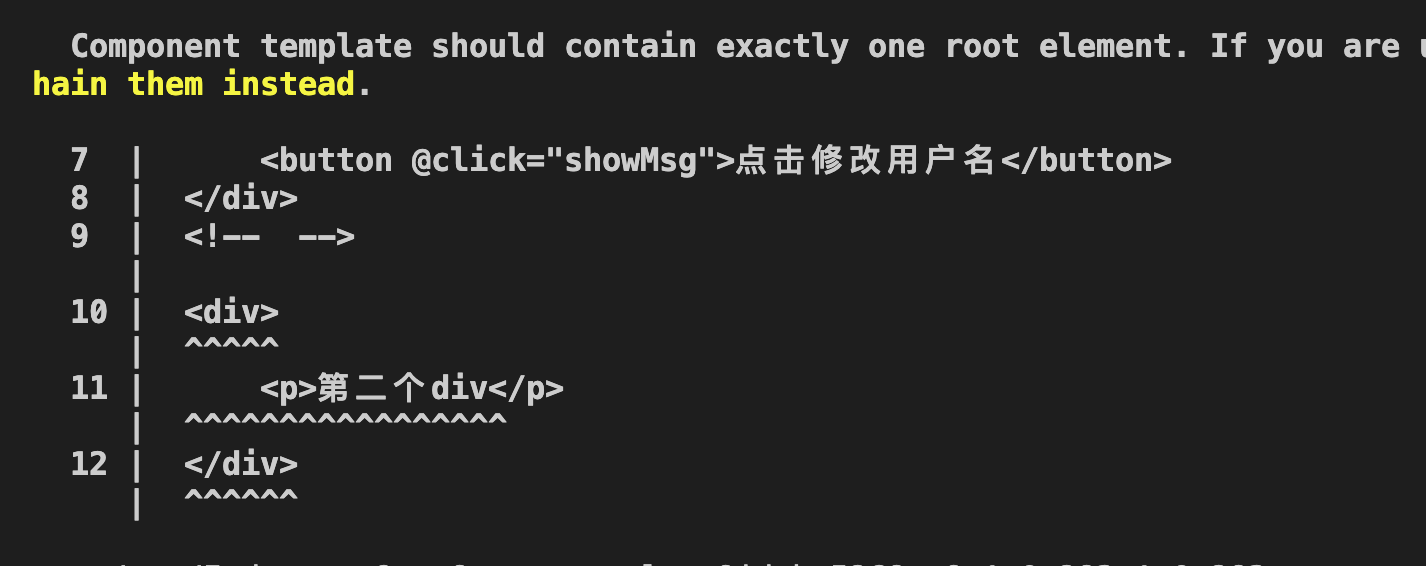 Component template should contain exactly one root element. If you are
hain them instead.
7 | <button @click="showMsg">点击修改用户名</button>
8 | </div>
9 | <!-- -->
|
10 | <div>
| ^^^^^
11 | <p>第二个div</p>
| ^^^^^^^^^^^^^^^^^
12 | </div>
| ^^^^^^